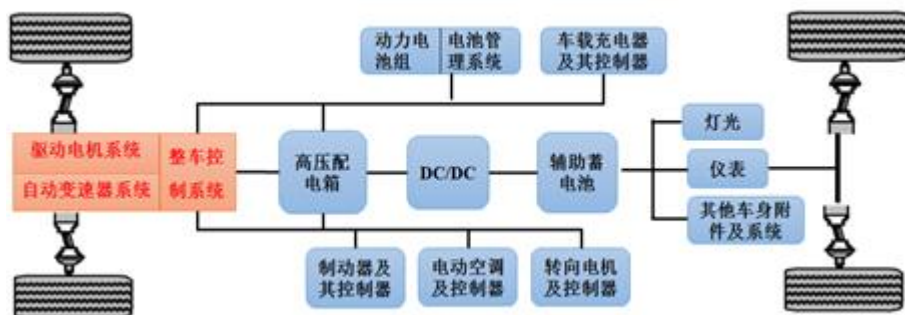 动力电
池组
电池管
理系统
车载充电器
及其控制器
驱动电机系统
自动变速器系统
整车控
制系统
高压配
电箱
DC/DC
辅助蓄
电池
灯光
仪表
其他车身附
件及系统
制动器及
其控制器
电动空调
及控制器
转向电机
及控制器